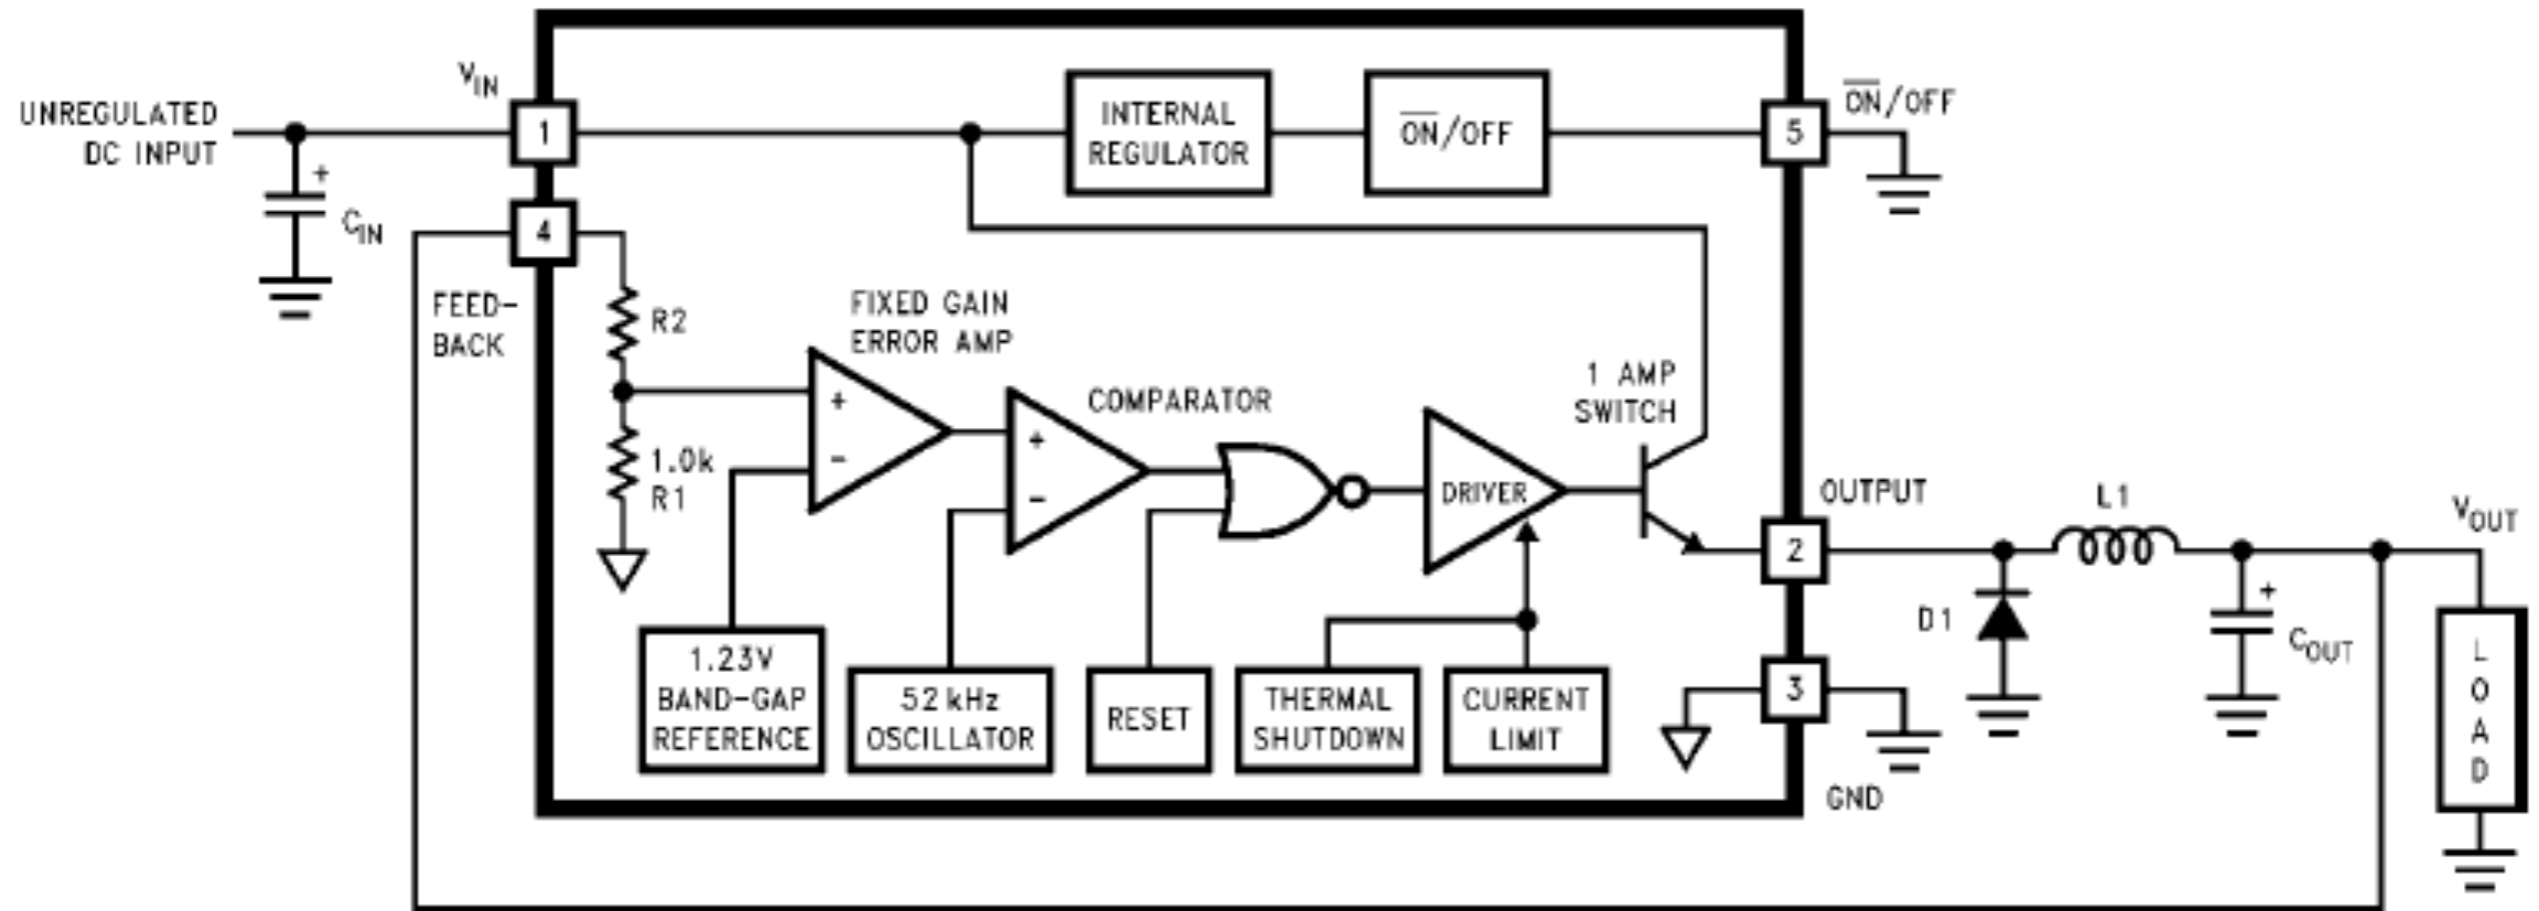 UNREGULATED
DC INPUT
VIN
+
CIN
1
4
FEED-
BACK
R2
1.0k
R1
FIXED GAIN
ERROR AMP
+
-
COMPARATOR
+
-
INTERNAL
REGULATOR
ON/OFF
5
ON/OFF
1 AMP
SWITCH
DRIVER
1.23V
BAND-GAP
REFERENCE
52 kHz
OSCILLATOR
RESET
THERMAL
SHUTDOWN
CURRENT
LIMIT
OUTPUT
2
3
GND
L1
D1
+
COUT
VOUT
L
O
A
D